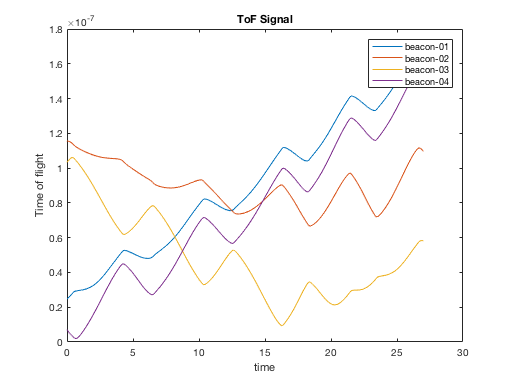 ToF Signal
×10^-7
1.8
1.6
1.4
1.2
1
0.8
0.6
0.4
0.2
0
Time of flight
beacon-01
beacon-02
beacon-03
beacon-04
0 5 10 15 20 25 30
time